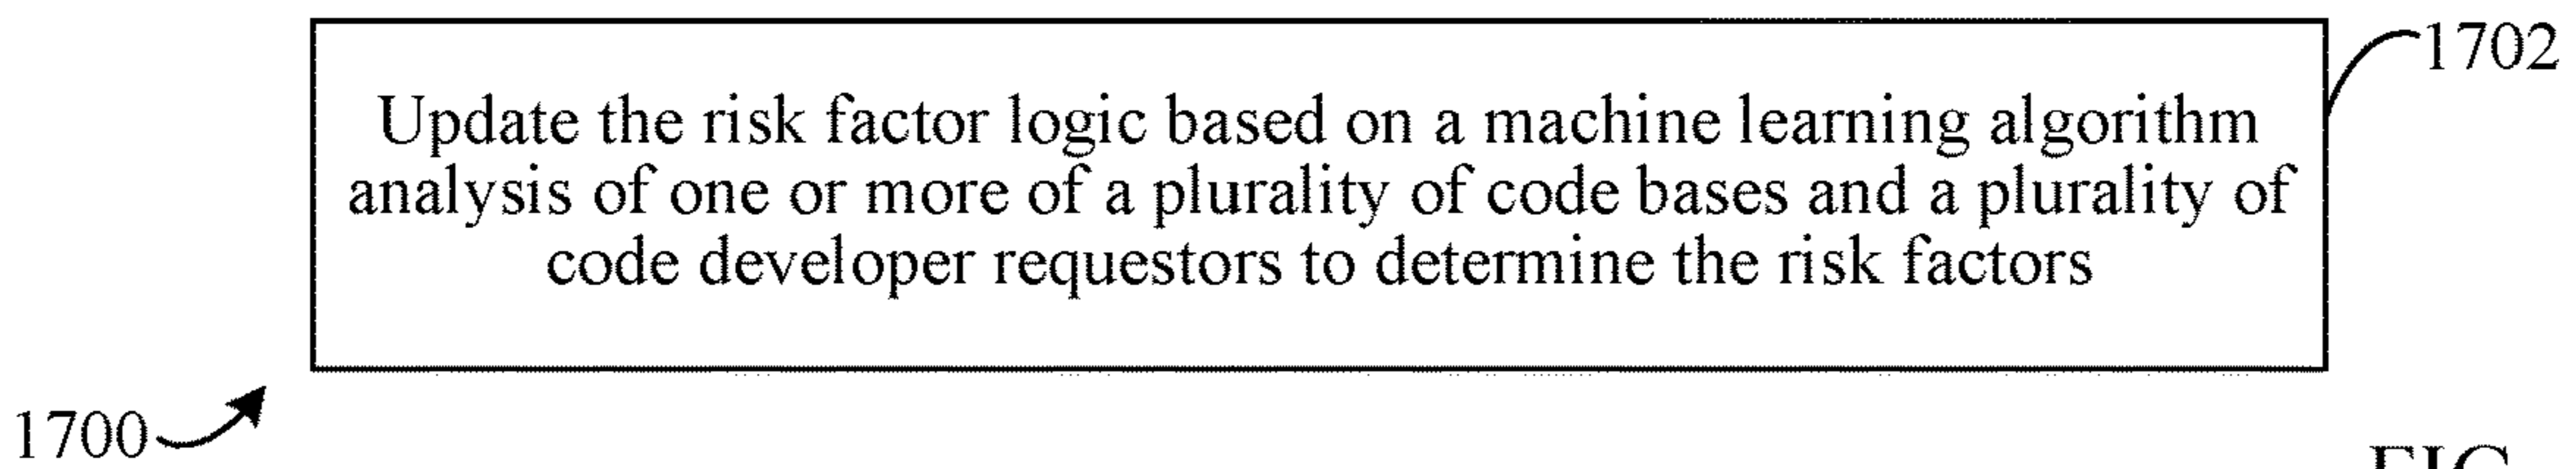 1702
Update the risk factor logic based on a machine learning algorithm
analysis of one or more of a plurality of code bases and a plurality of
code developer requestors to determine the risk factors
1700
FIG